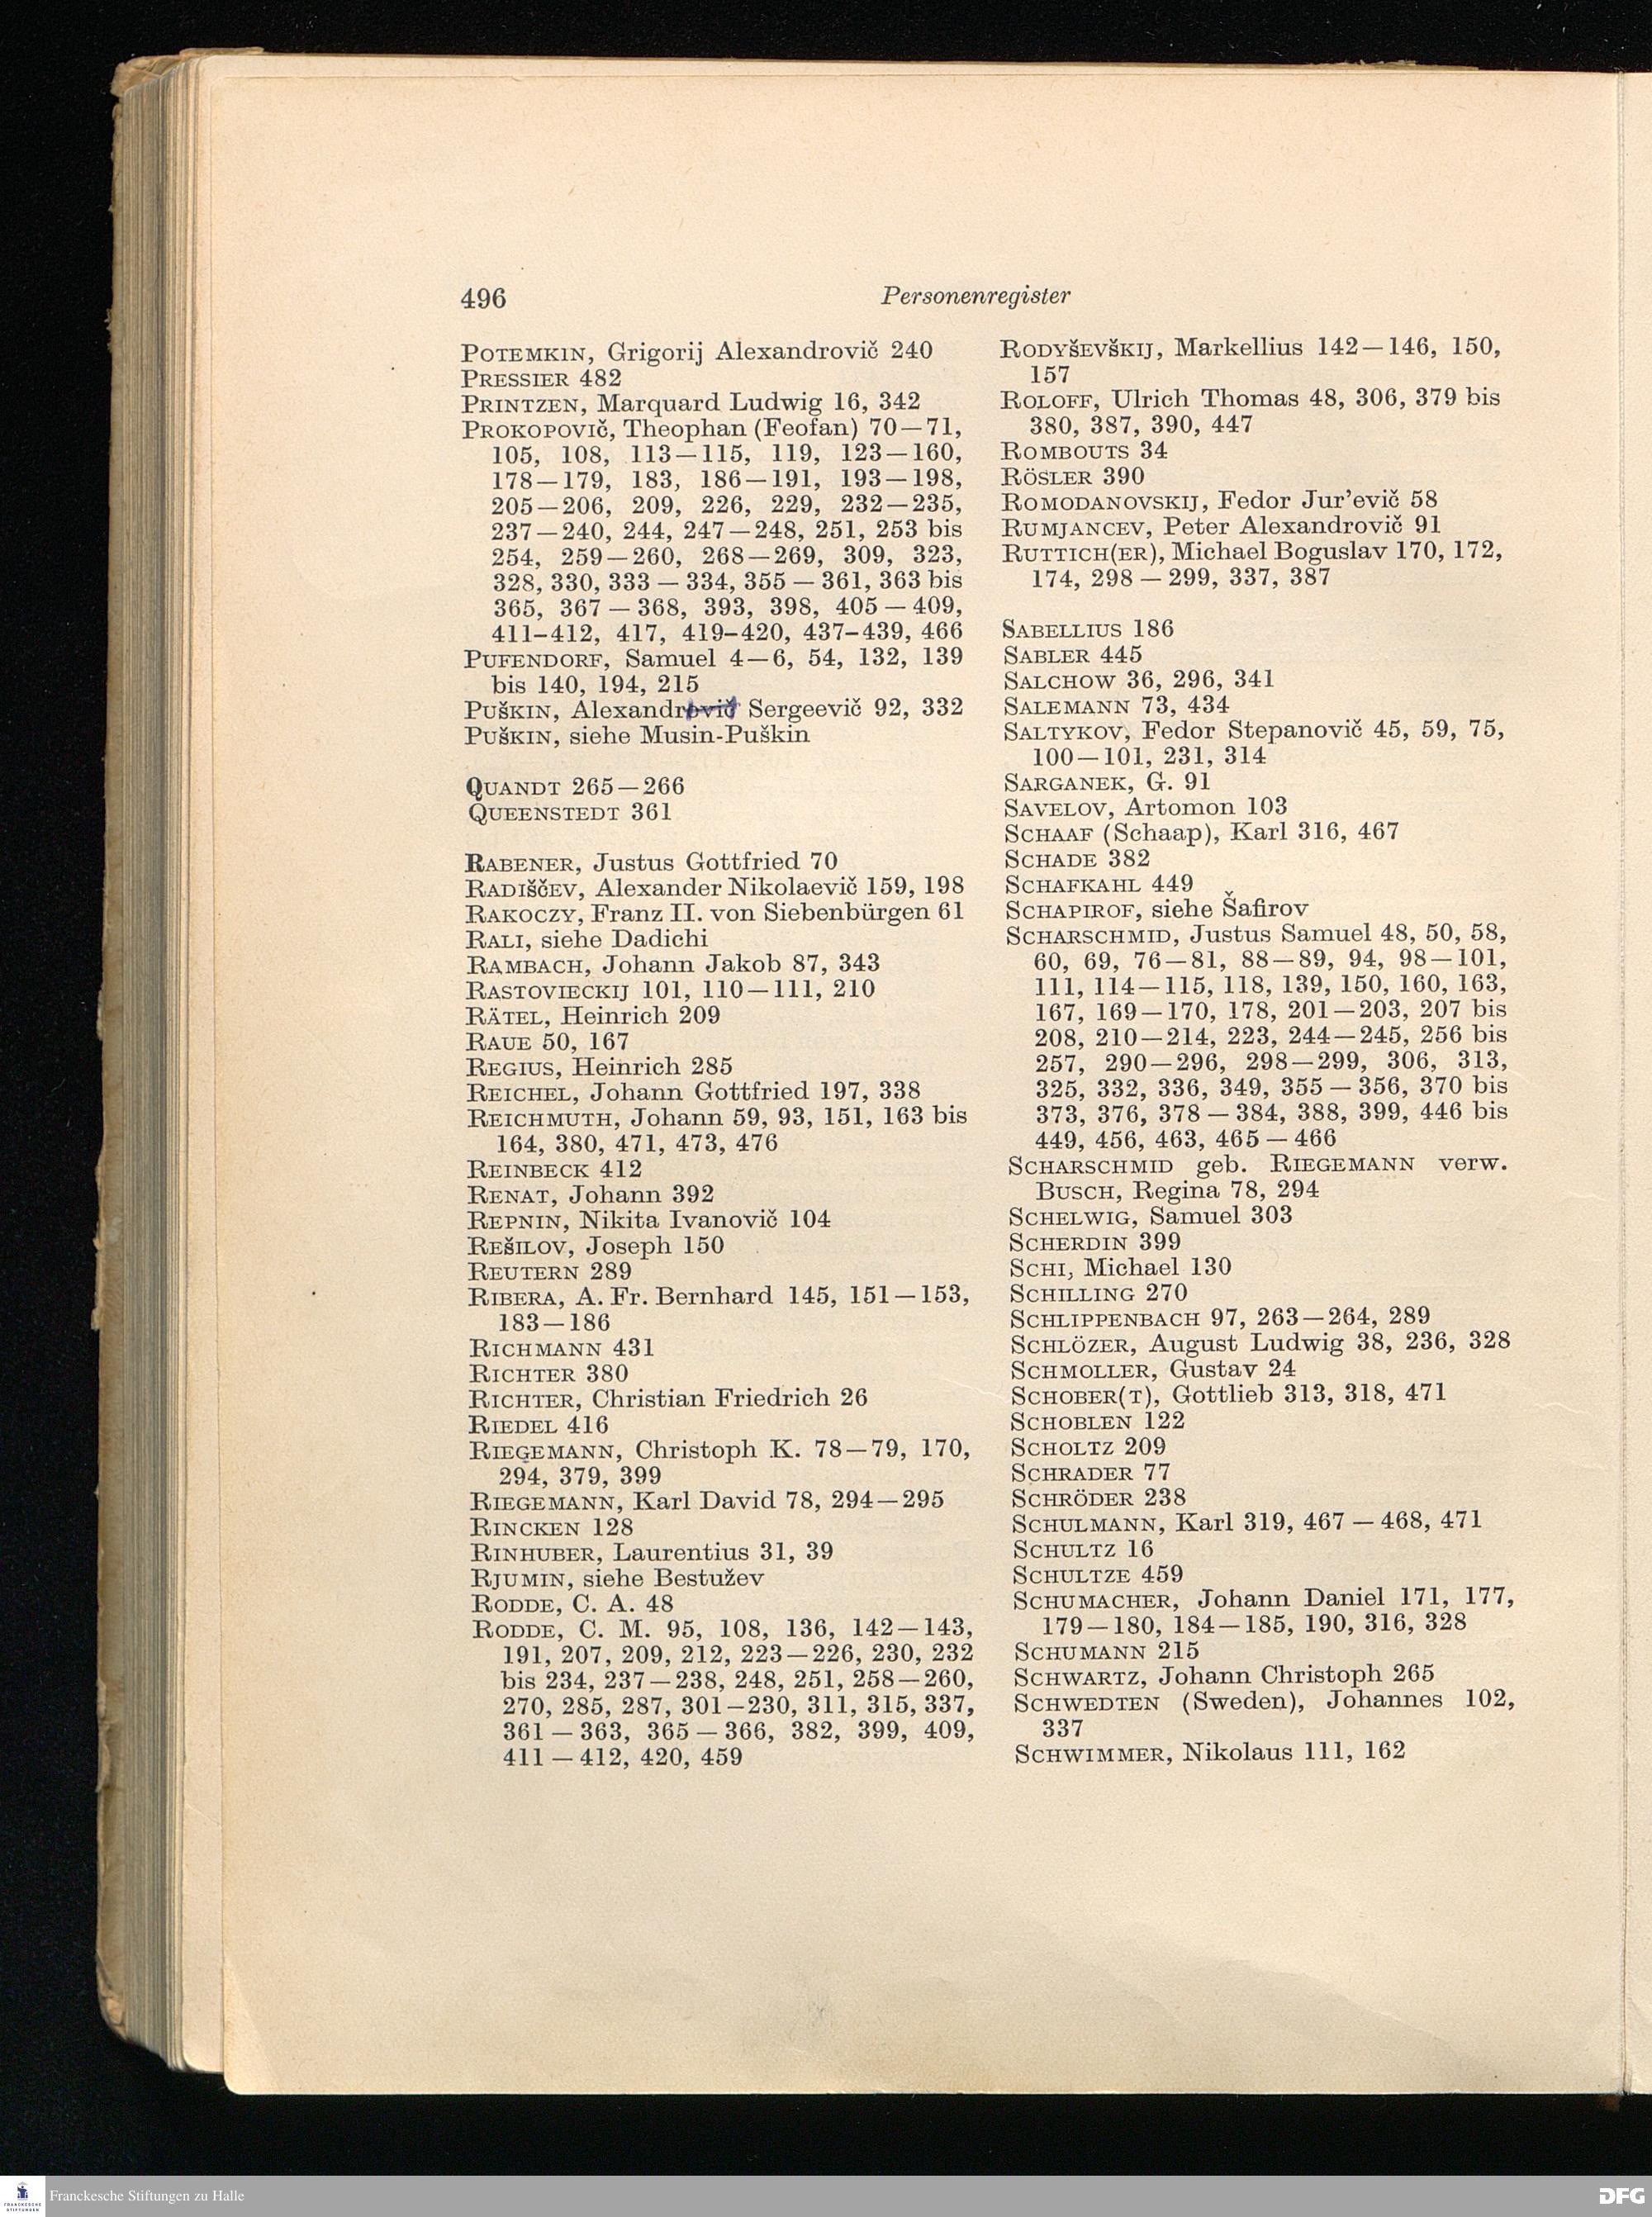 496
Personenregister
POTEMKIN, Grigorij Alexandrovič 240
PRESSIER 482
PRINTZEN, Marquard Ludwig 16, 342
PROKOPOVIč, Theophan (Feofan) 70—71,
105, 108, 113—115, 119, 123—160,
178—179, 183, 186—191, 193—198,
205—206, 209, 226, 229, 232—235,
237—240, 244, 247—248, 251, 253 bis
254, 259—260, 268—269, 309, 323,
328, 330, 333 — 334, 355 — 361, 363 bis
365, 367 — 368, 393, 398, 405 — 409,
411–412, 417, 419–420, 437–439, 466
PUFENDORF, Samuel 4—6, 54, 132, 139
bis 140, 194, 215
PUšKIN, Alexandrovič Sergeevič 92, 332
PUšKIN, siehe Musin-Puškin
QUANDT 265—266
QUEENSTEDT 361
RABENER, Justus Gottfried 70
RADIščEV, Alexander Nikolaevič 159, 198
RAKOCZY, Franz II. von Siebenbürgen 61
RALI, siehe Dadichi
RAMBACH, Johann Jakob 87, 343
RASTOVIECKIJ 101, 110—111, 210
RÄTEL, Heinrich 209
RAUE 50, 167
REGIUS, Heinrich 285
REICHEL, Johann Gottfried 197, 338
REICHMUTH, Johann 59, 93, 151, 163 bis
164, 380, 471, 473, 476
REINBECK 412
RENAT, Johann 392
REPNIN, Nikita Ivanovič 104
REšILOV, Joseph 150
REUTERN 289
RIBERA, A. Fr. Bernhard 145, 151—153,
183—186
RICHMANN 431
RICHTER 380
RICHTER, Christian Friedrich 26
RIEDEL 416
RIEGEMANN, Christoph K. 78—79, 170,
294, 379, 399
RIEGEMANN, Karl David 78, 294—295
RINCKEN 128
RINHUBER, Laurentius 31, 39
RJUMIN, siehe Bestužev
RODDE, C. A. 48
RODDE, C. M. 95, 108, 136, 142—143,
191, 207, 209, 212, 223—226, 230, 232
bis 234, 237—238, 248, 251, 258—260,
270, 285, 287, 301—230, 311, 315, 337,
361 — 363, 365 — 366, 382, 399, 409,
411 — 412, 420, 459
RODYšEVšKIJ, Markellius 142—146, 150,
157
ROLOFF, Ulrich Thomas 48, 306, 379 bis
380, 387, 390, 447
ROMBOUTS 34
RÖSLER 390
ROMODANOVSKIJ, Fedor Jur'evič 58
RUMJANCEV, Peter Alexandrovič 91
RUTTICH(ER), Michael Boguslav 170, 172,
174, 298 — 299, 337, 387
SABELLIUS 186
SABLER 445
SALCHOW 36, 296, 341
SALEMANN 73, 434
SALTYKOV, Fedor Stepanovič 45, 59, 75,
100—101, 231, 314
SARGANEK, G. 91
SAVELOV, Artomon 103
SCHAAF (Schaap), Karl 316, 467
SCHADE 382
SCHAFKAHL 449
SCHAPIROF, siehe Šafirov
SCHARSCHMID, Justus Samuel 48, 50, 58,
60, 69, 76—81, 88—89, 94, 98—101,
111, 114—115, 118, 139, 150, 160, 163,
167, 169—170, 178, 201—203, 207 bis
208, 210—214, 223, 244—245, 256 bis
257, 290—296, 298—299, 306, 313,
325, 332, 336, 349, 355 — 356, 370 bis
373, 376, 378 — 384, 388, 399, 446 bis
449, 456, 463, 465 — 466
SCHARSCHMID geb. RIEGEMANN verw.
BUSCH, Regina 78, 294
SCHELWIG, Samuel 303
SCHERDIN 399
SCHI, Michael 130
SCHILLING 270
SCHLIPPENBACH 97, 263—264, 289
SCHLÖZER, August Ludwig 38, 236, 328
SCHMOLLER, Gustav 24
SCHOBER(T), Gottlieb 313, 318, 471
SCHOBLEN 122
SCHOLTZ 209
SCHRADER 77
SCHRÖDER 238
SCHULMANN, Karl 319, 467 — 468, 471
SCHULTZ 16
SCHULTZE 459
SCHUMACHER, Johann Daniel 171, 177,
179—180, 184—185, 190, 316, 328
SCHUMANN 215
SCHWARTZ, Johann Christoph 265
SCHWEDTEN (Sweden), Johannes 102,
337
SCHWIMMER, Nikolaus 111, 162
FRANCKESCHE
STIFTUNGEN
Franckesche Stiftungen zu Halle
DFG